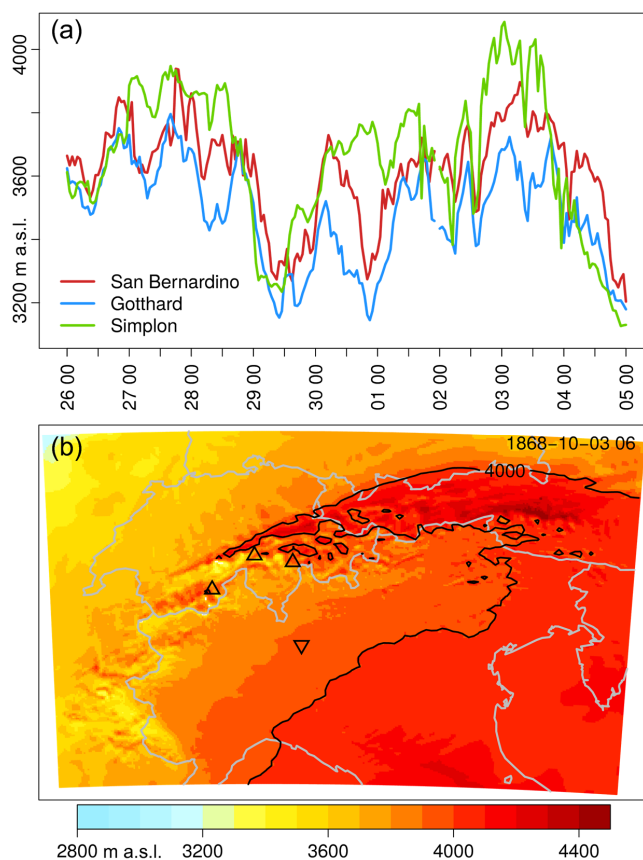 (a)
4000
3600
3200 m a.s.l.
San Bernardino
Gotthard
Simplon
26 00
27 00
28 00
29 00
30 00
01 00
02 00
03 00
04 00
05 00
(b)
1868−10−03 06
4000
2800 m a.s.l. 3200 3600 4000 4400